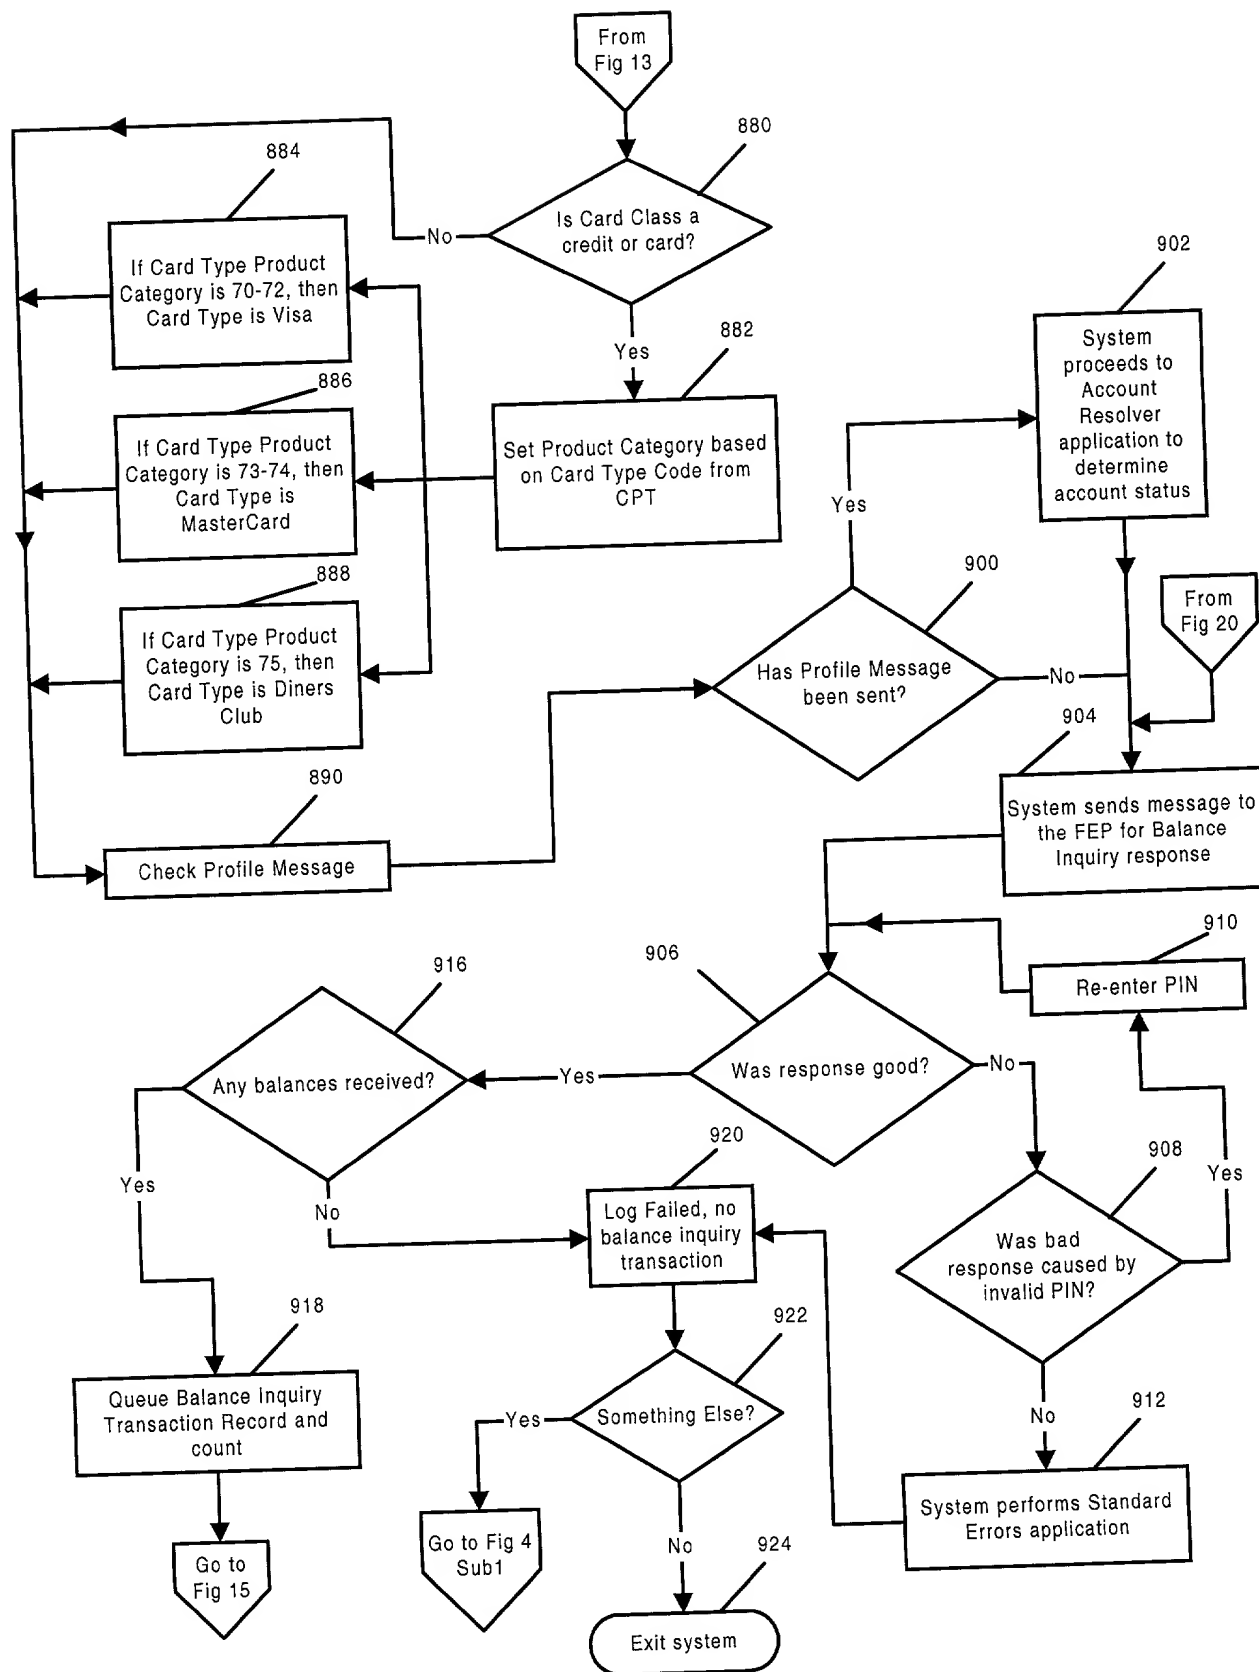 From
Fig 13
880
Is Card Class a
credit or card?
No
Yes
884
If Card Type Product
Category is 70-72, then
Card Type is Visa
882
Set Product Category based
on Card Type Code from
CPT
886
If Card Type Product
Category is 73-74, then
Card Type is
MasterCard
888
If Card Type Product
Category is 75, then
Card Type is Diners
Club
890
Check Profile Message
902
System
proceeds to
Account
Resolver
application to
determine
account status
Yes
900
Has Profile Message
been sent?
No
From
Fig 20
904
System sends message to
the FEP for Balance
Inquiry response
910
Re-enter PIN
906
Was response good?
Yes
No
916
Any balances received?
Yes
No
908
Was bad
response caused by
invalid PIN?
Yes
No
920
Log Failed, no
balance inquiry
transaction
918
Queue Balance Inquiry
Transaction Record and
count
922
Something Else?
Yes
No
912
System performs Standard
Errors application
Go to
Fig 15
Go to Fig 4
Sub1
924
Exit system